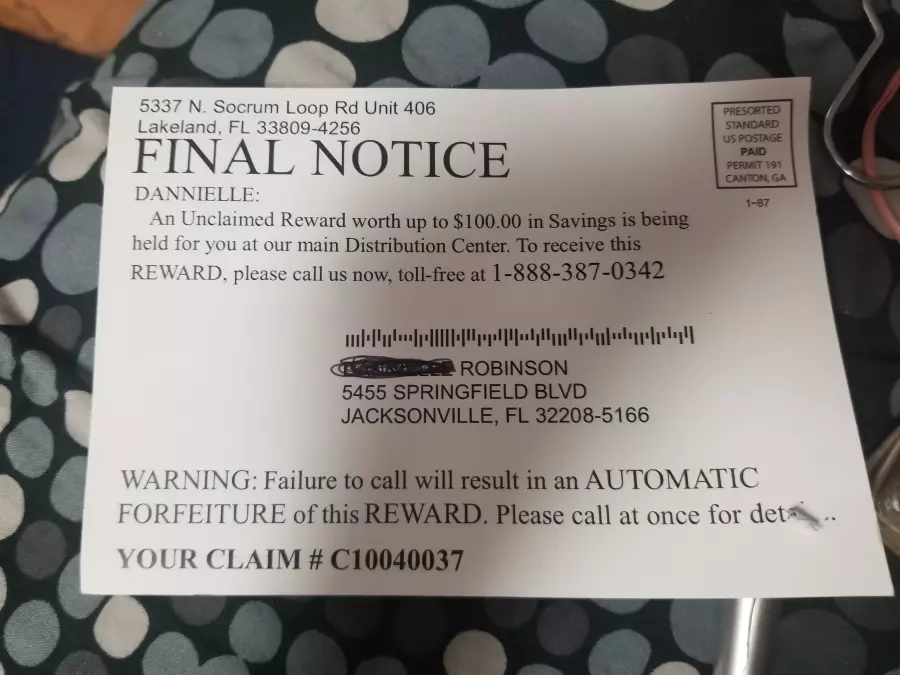 5337 N. Socrum Loop Rd Unit 406
Lakeland, FL 33809-4256
FINAL NOTICE
PRESORTED
STANDARD
US POSTAGE
PAID
PERMIT 191
CANTON, GA
1-87
DANNIELLE:
An Unclaimed Reward worth up to $100.00 in Savings is being
held for you at our main Distribution Center. To receive this
REWARD, please call us now, toll-free at 1-888-387-0342
ROBINSON
5455 SPRINGFIELD BLVD
JACKSONVILLE, FL 32208-5166
WARNING: Failure to call will result in an AUTOMATIC
FORFEITURE of this REWARD. Please call at once for
YOUR CLAIM # C10040037